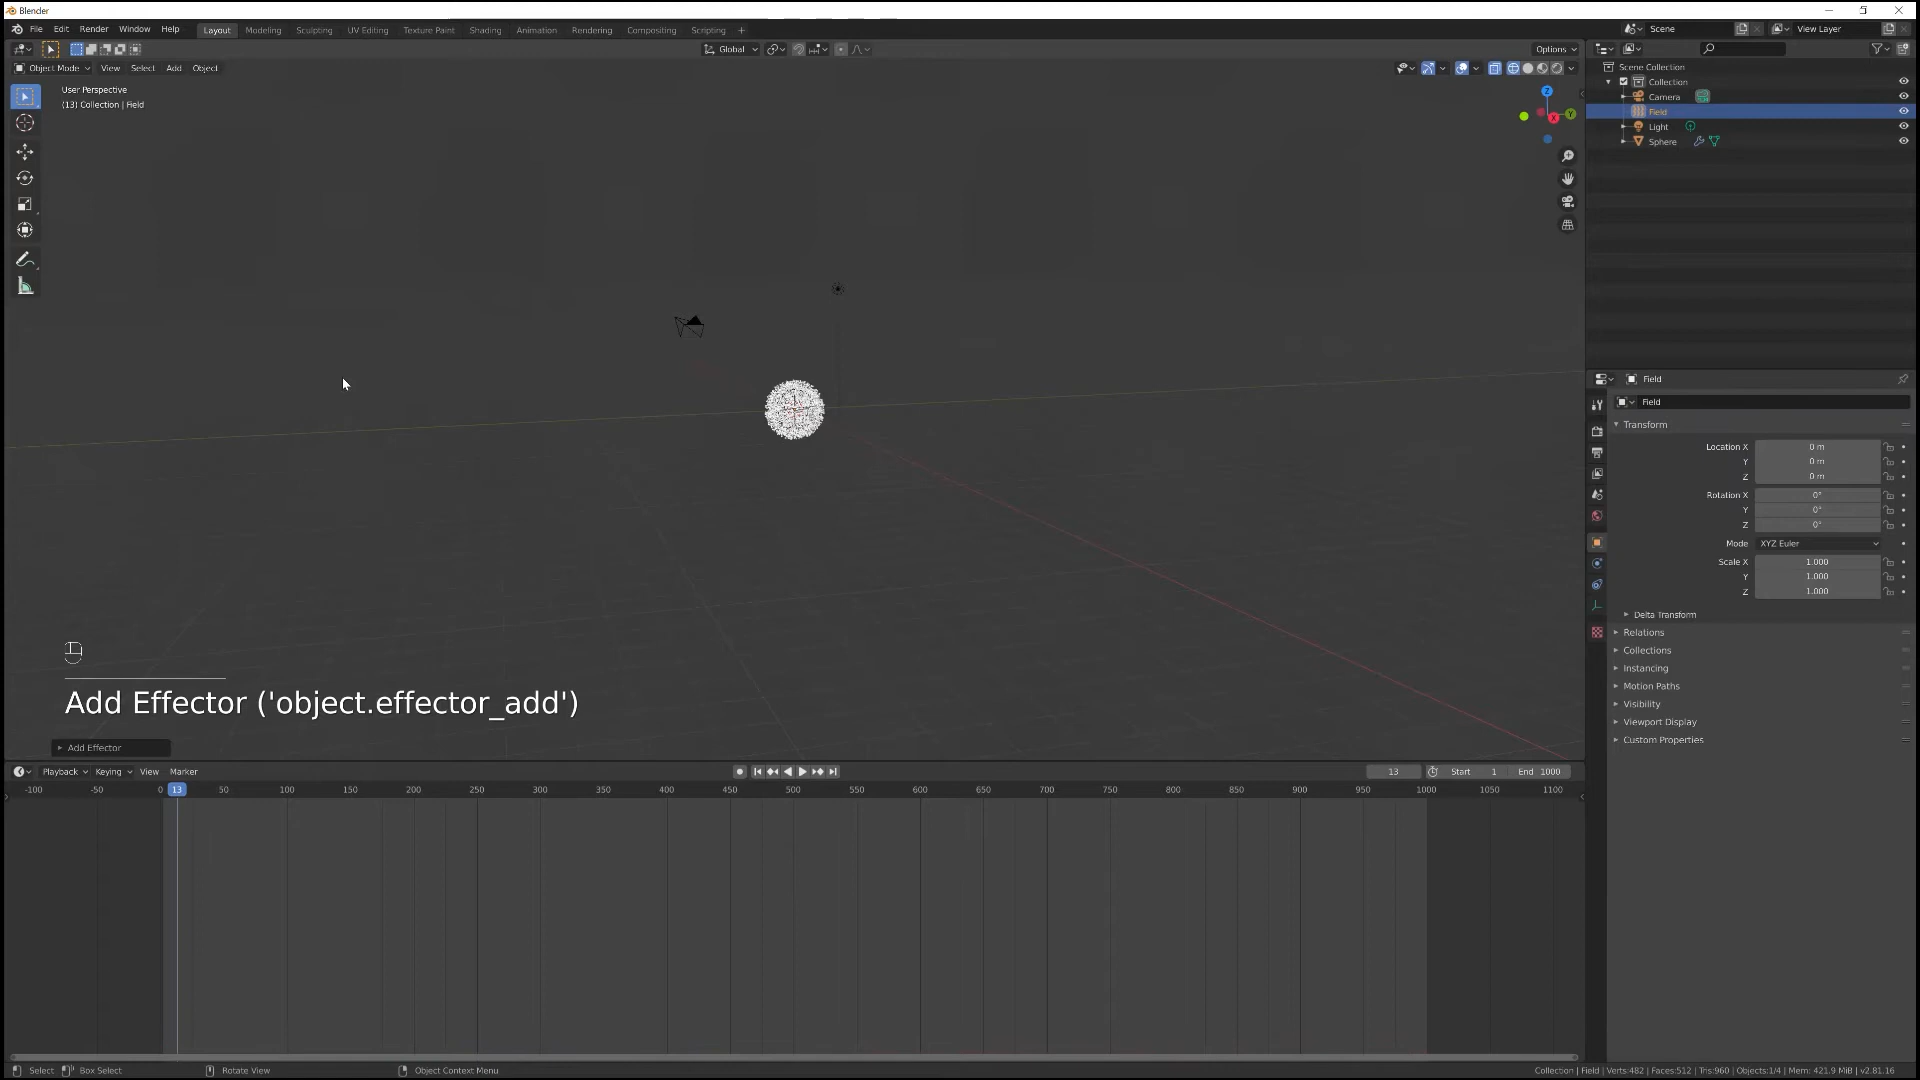 Blender
File Edit Render Window Help Layout Modeling Sculpting UV Editing Texture Paint Shading Animation Rendering Compositing Scripting + Scene View Layer
Global Options
Object Mode View Select Add Object
User Perspective
(13) Collection | Field
Z
Y
X
Scene Collection
Collection
Camera
Field
Light
Sphere
Field
Field
Transform
Location X 0 m
Y 0 m
Z 0 m
Rotation X 0°
Y 0°
Z 0°
Mode XYZ Euler
Scale X 1.000
Y 1.000
Z 1.000
Delta Transform
Relations
Collections
Instancing
Motion Paths
Visibility
Viewport Display
Custom Properties
Add Effector ('object.effector_add')
Add Effector
Playback Keying View Marker 13 Start 1 End 1000
-100 -50 0 13 50 100 150 200 250 300 350 400 450 500 550 600 650 700 750 800 850 900 950 1000 1050 1100
Select Box Select Rotate View Object Context Menu Collection | Field | Verts:482 | Faces:512 | Tris:960 | Objects:1/4 | Mem: 421.9 MiB | v2.81.16